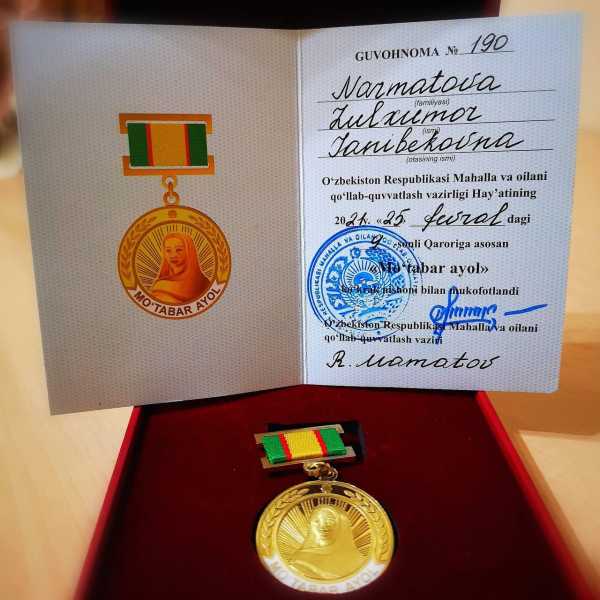 MO'TABAR AYOL
GUVOHNOMA № 190
Narmatova
(familiyasi)
Zulxumor
(ismi)
Janibekovna
(otasining ismi)
O'zbekiston Respublikasi Mahalla va oilani
qo'llab-quvvatlash vazirligi Hay'atining
2021. «25» fevral dagi
9 -sonli Qaroriga asosan
«Mo'tabar ayol»
ko'krak nishoni bilan mukofotlandi
O'zbekiston Respublikasi Mahalla va oilani
qo'llab-quvvatlash vaziri
R. Mamatov
MO'TABAR AYOL